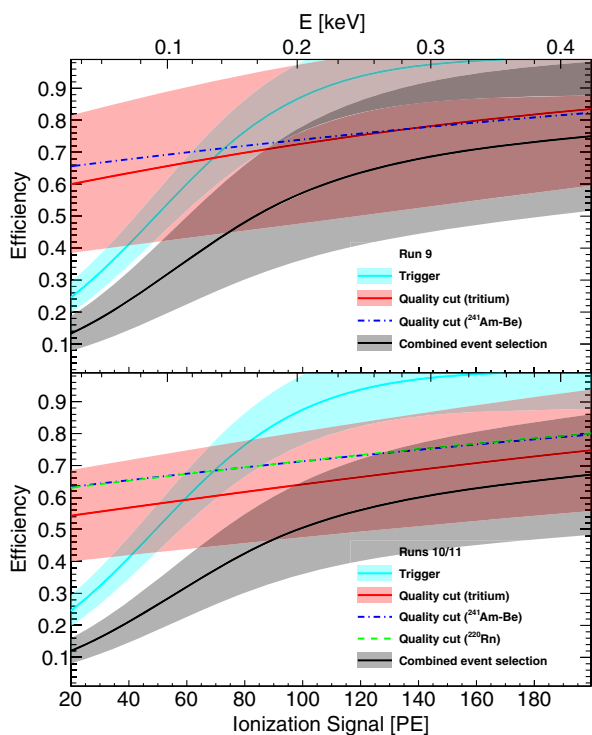 E [keV]
0.1 0.2 0.3 0.4
0.9
0.8
0.7
0.6
0.5
0.4
0.3
0.2
0.1
Efficiency
Run 9
Trigger
Quality cut (tritium)
Quality cut (²⁴¹Am-Be)
Combined event selection
0.9
0.8
0.7
0.6
0.5
0.4
0.3
0.2
0.1
Efficiency
Runs 10/11
Trigger
Quality cut (tritium)
Quality cut (²⁴¹Am-Be)
Quality cut (²²⁰Rn)
Combined event selection
20 40 60 80 100 120 140 160 180
Ionization Signal [PE]